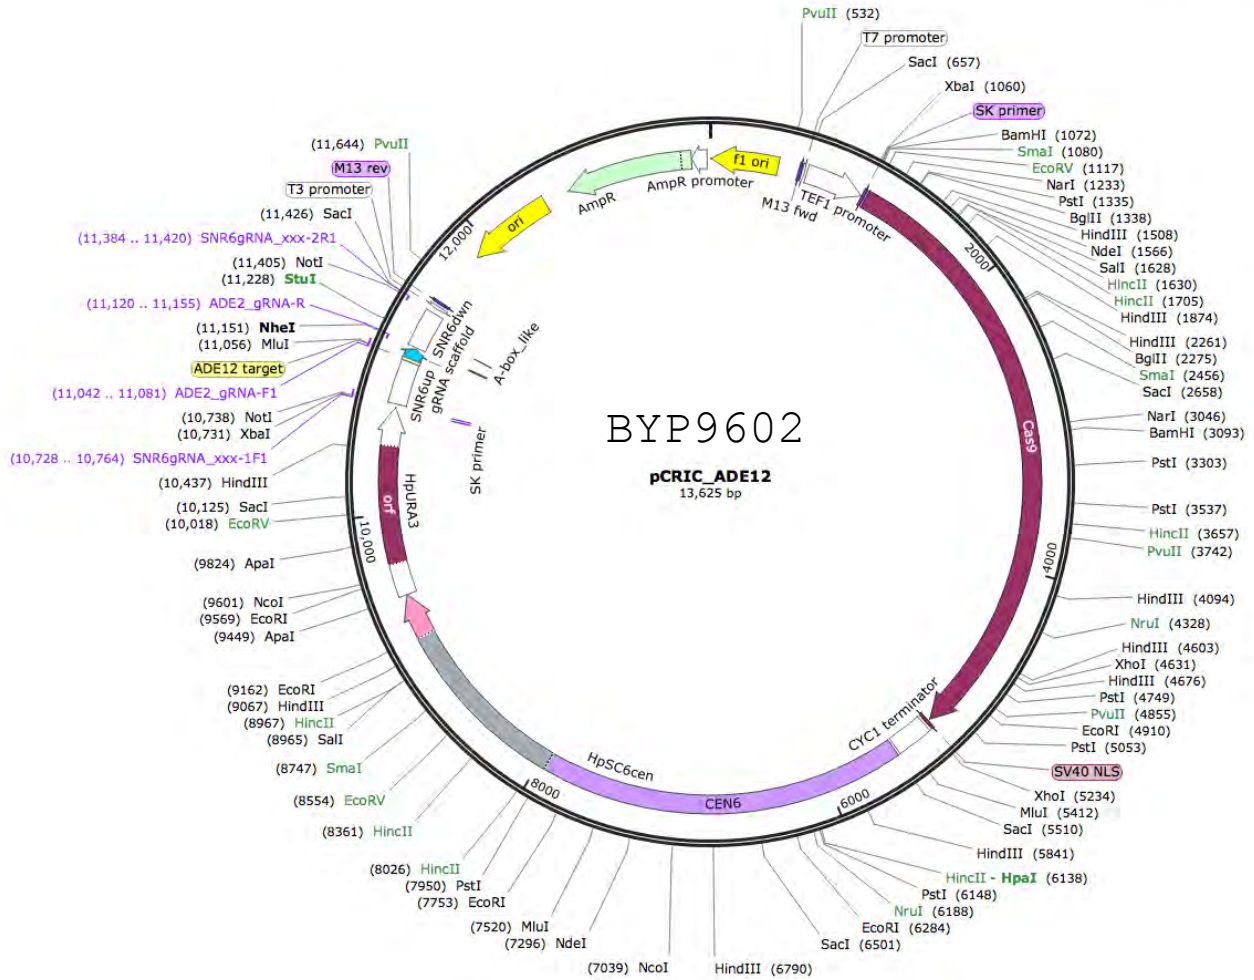 PvuII (532)
T7 promoter
SacI (657)
XbaI (1060)
SK primer
BamHI (1072)
SmaI (1080)
EcoRV (1117)
NarI (1233)
PstI (1335)
BglII (1338)
HindIII (1508)
NdeI (1566)
SalI (1628)
HincII (1630)
HincII (1705)
HindIII (1874)
HindIII (2261)
BglII (2275)
SmaI (2456)
SacI (2658)
NarI (3046)
BamHI (3093)
PstI (3303)
PstI (3537)
HincII (3657)
PvuII (3742)
HindIII (4094)
NruI (4328)
HindIII (4603)
XhoI (4631)
HindIII (4676)
PstI (4749)
PvuII (4855)
EcoRI (4910)
PstI (5053)
SV40 NLS
XhoI (5234)
MluI (5412)
SacI (5510)
HindIII (5841)
HincII - HpaI (6138)
PstI (6148)
NruI (6188)
EcoRI (6284)
SacI (6501)
HindIII (6790)
(7039) NcoI
(7296) NdeI
(7520) MluI
(7753) EcoRI
(7950) PstI
(8026) HincII
(8361) HincII
(8554) EcoRV
(8747) SmaI
(8965) SalI
(8967) HincII
(9067) HindIII
(9162) EcoRI
(9449) ApaI
(9569) EcoRI
(9601) NcoI
(9824) ApaI
(10,018) EcoRV
(10,125) SacI
(10,437) HindIII
(10,728 .. 10,764) SNR6gRNA_xxx-1F1
(10,731) XbaI
(10,738) NotI
(11,042 .. 11,081) ADE2_gRNA-F1
ADE12 target
(11,056) MluI
(11,151) NheI
(11,120 .. 11,155) ADE2_gRNA-R
(11,228) StuI
(11,405) NotI
(11,384 .. 11,420) SNR6gRNA_xxx-2R1
(11,426) SacI
T3 promoter
M13 rev
(11,644) PvuII
f1 ori
AmpR promoter
AmpR
ori
M13 fwd
TEF1 promoter
Cas9
CYC1 terminator
CEN6
HpSC6cen
HpURA3
orf
SNR6up
gRNA scaffold
SNR6dwn
A-box_like
SK primer
2000
4000
6000
8000
10,000
12,000
BYP9602
pCRIC_ADE12
13,625 bp